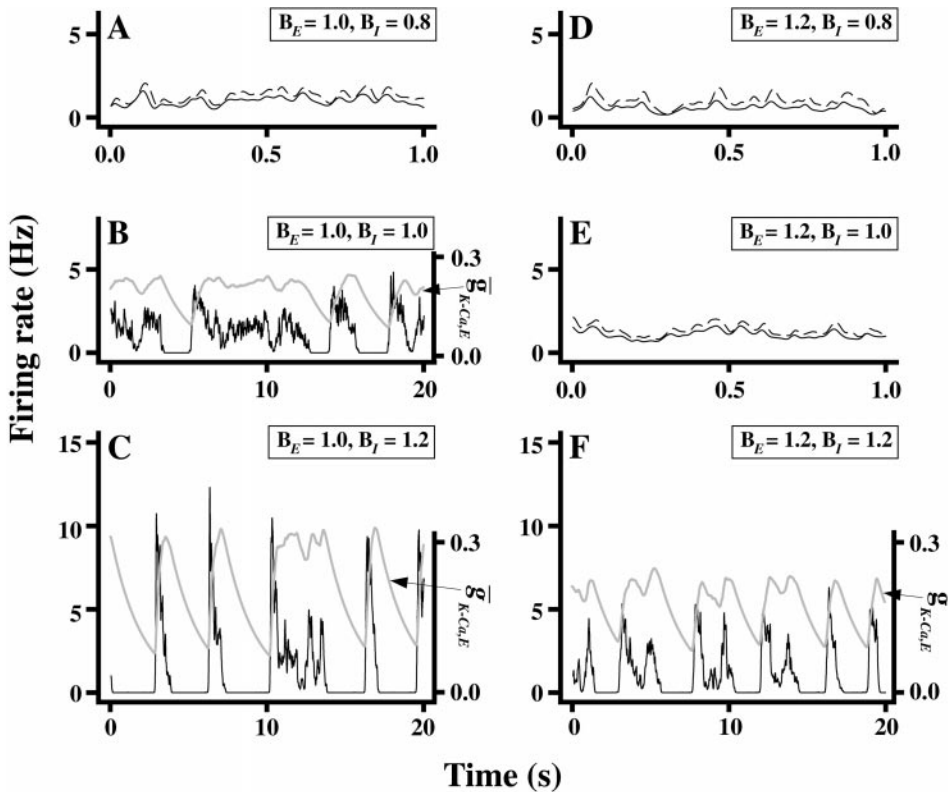 A
B_E = 1.0, B_I = 0.8
5
0
0.0 0.5 1.0
D
B_E = 1.2, B_I = 0.8
5
0
0.0 0.5 1.0
Firing rate (Hz)
B
B_E = 1.0, B_I = 1.0
5
0
0.3
0.0
g̅_K-Ca,E
0 10 20
E
B_E = 1.2, B_I = 1.0
5
0
0.0 0.5 1.0
C
B_E = 1.0, B_I = 1.2
15
10
5
0
0.3
0.0
g̅_K-Ca,E
0 10 20
F
B_E = 1.2, B_I = 1.2
15
10
5
0
0.3
0.0
g̅_K-Ca,E
0 10 20
Time (s)